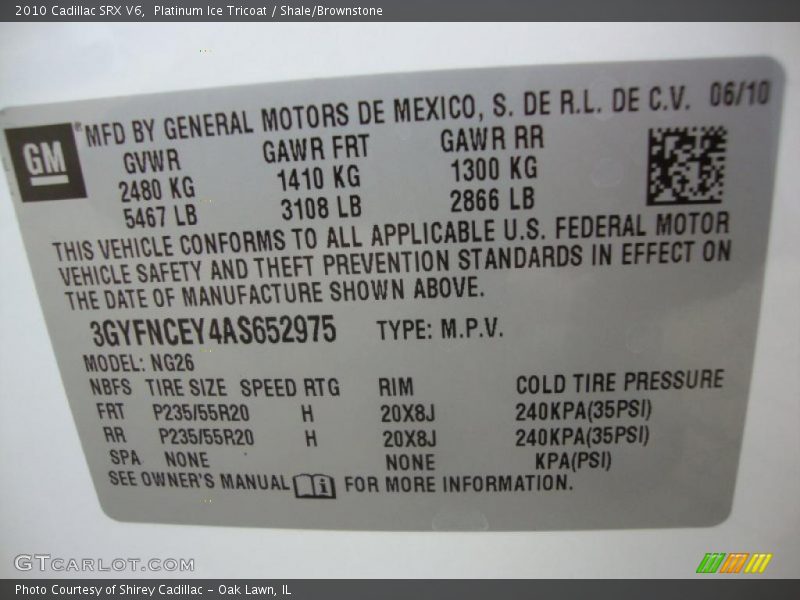 2010 Cadillac SRX V6, Platinum Ice Tricoat / Shale/Brownstone
GM
® MFD BY GENERAL MOTORS DE MEXICO, S. DE R.L. DE C.V. 06/10
GVWR GAWR FRT GAWR RR
2480 KG 1410 KG 1300 KG
5467 LB 3108 LB 2866 LB
THIS VEHICLE CONFORMS TO ALL APPLICABLE U.S. FEDERAL MOTOR
VEHICLE SAFETY AND THEFT PREVENTION STANDARDS IN EFFECT ON
THE DATE OF MANUFACTURE SHOWN ABOVE.
3GYFNCEY4AS652975 TYPE: M.P.V.
MODEL: NG26
NBFS TIRE SIZE SPEED RTG RIM COLD TIRE PRESSURE
FRT P235/55R20 H 20X8J 240KPA(35PSI)
RR P235/55R20 H 20X8J 240KPA(35PSI)
SPA NONE NONE KPA(PSI)
SEE OWNER'S MANUAL i FOR MORE INFORMATION.
GTCARLOT.COM
Photo Courtesy of Shirey Cadillac - Oak Lawn, IL